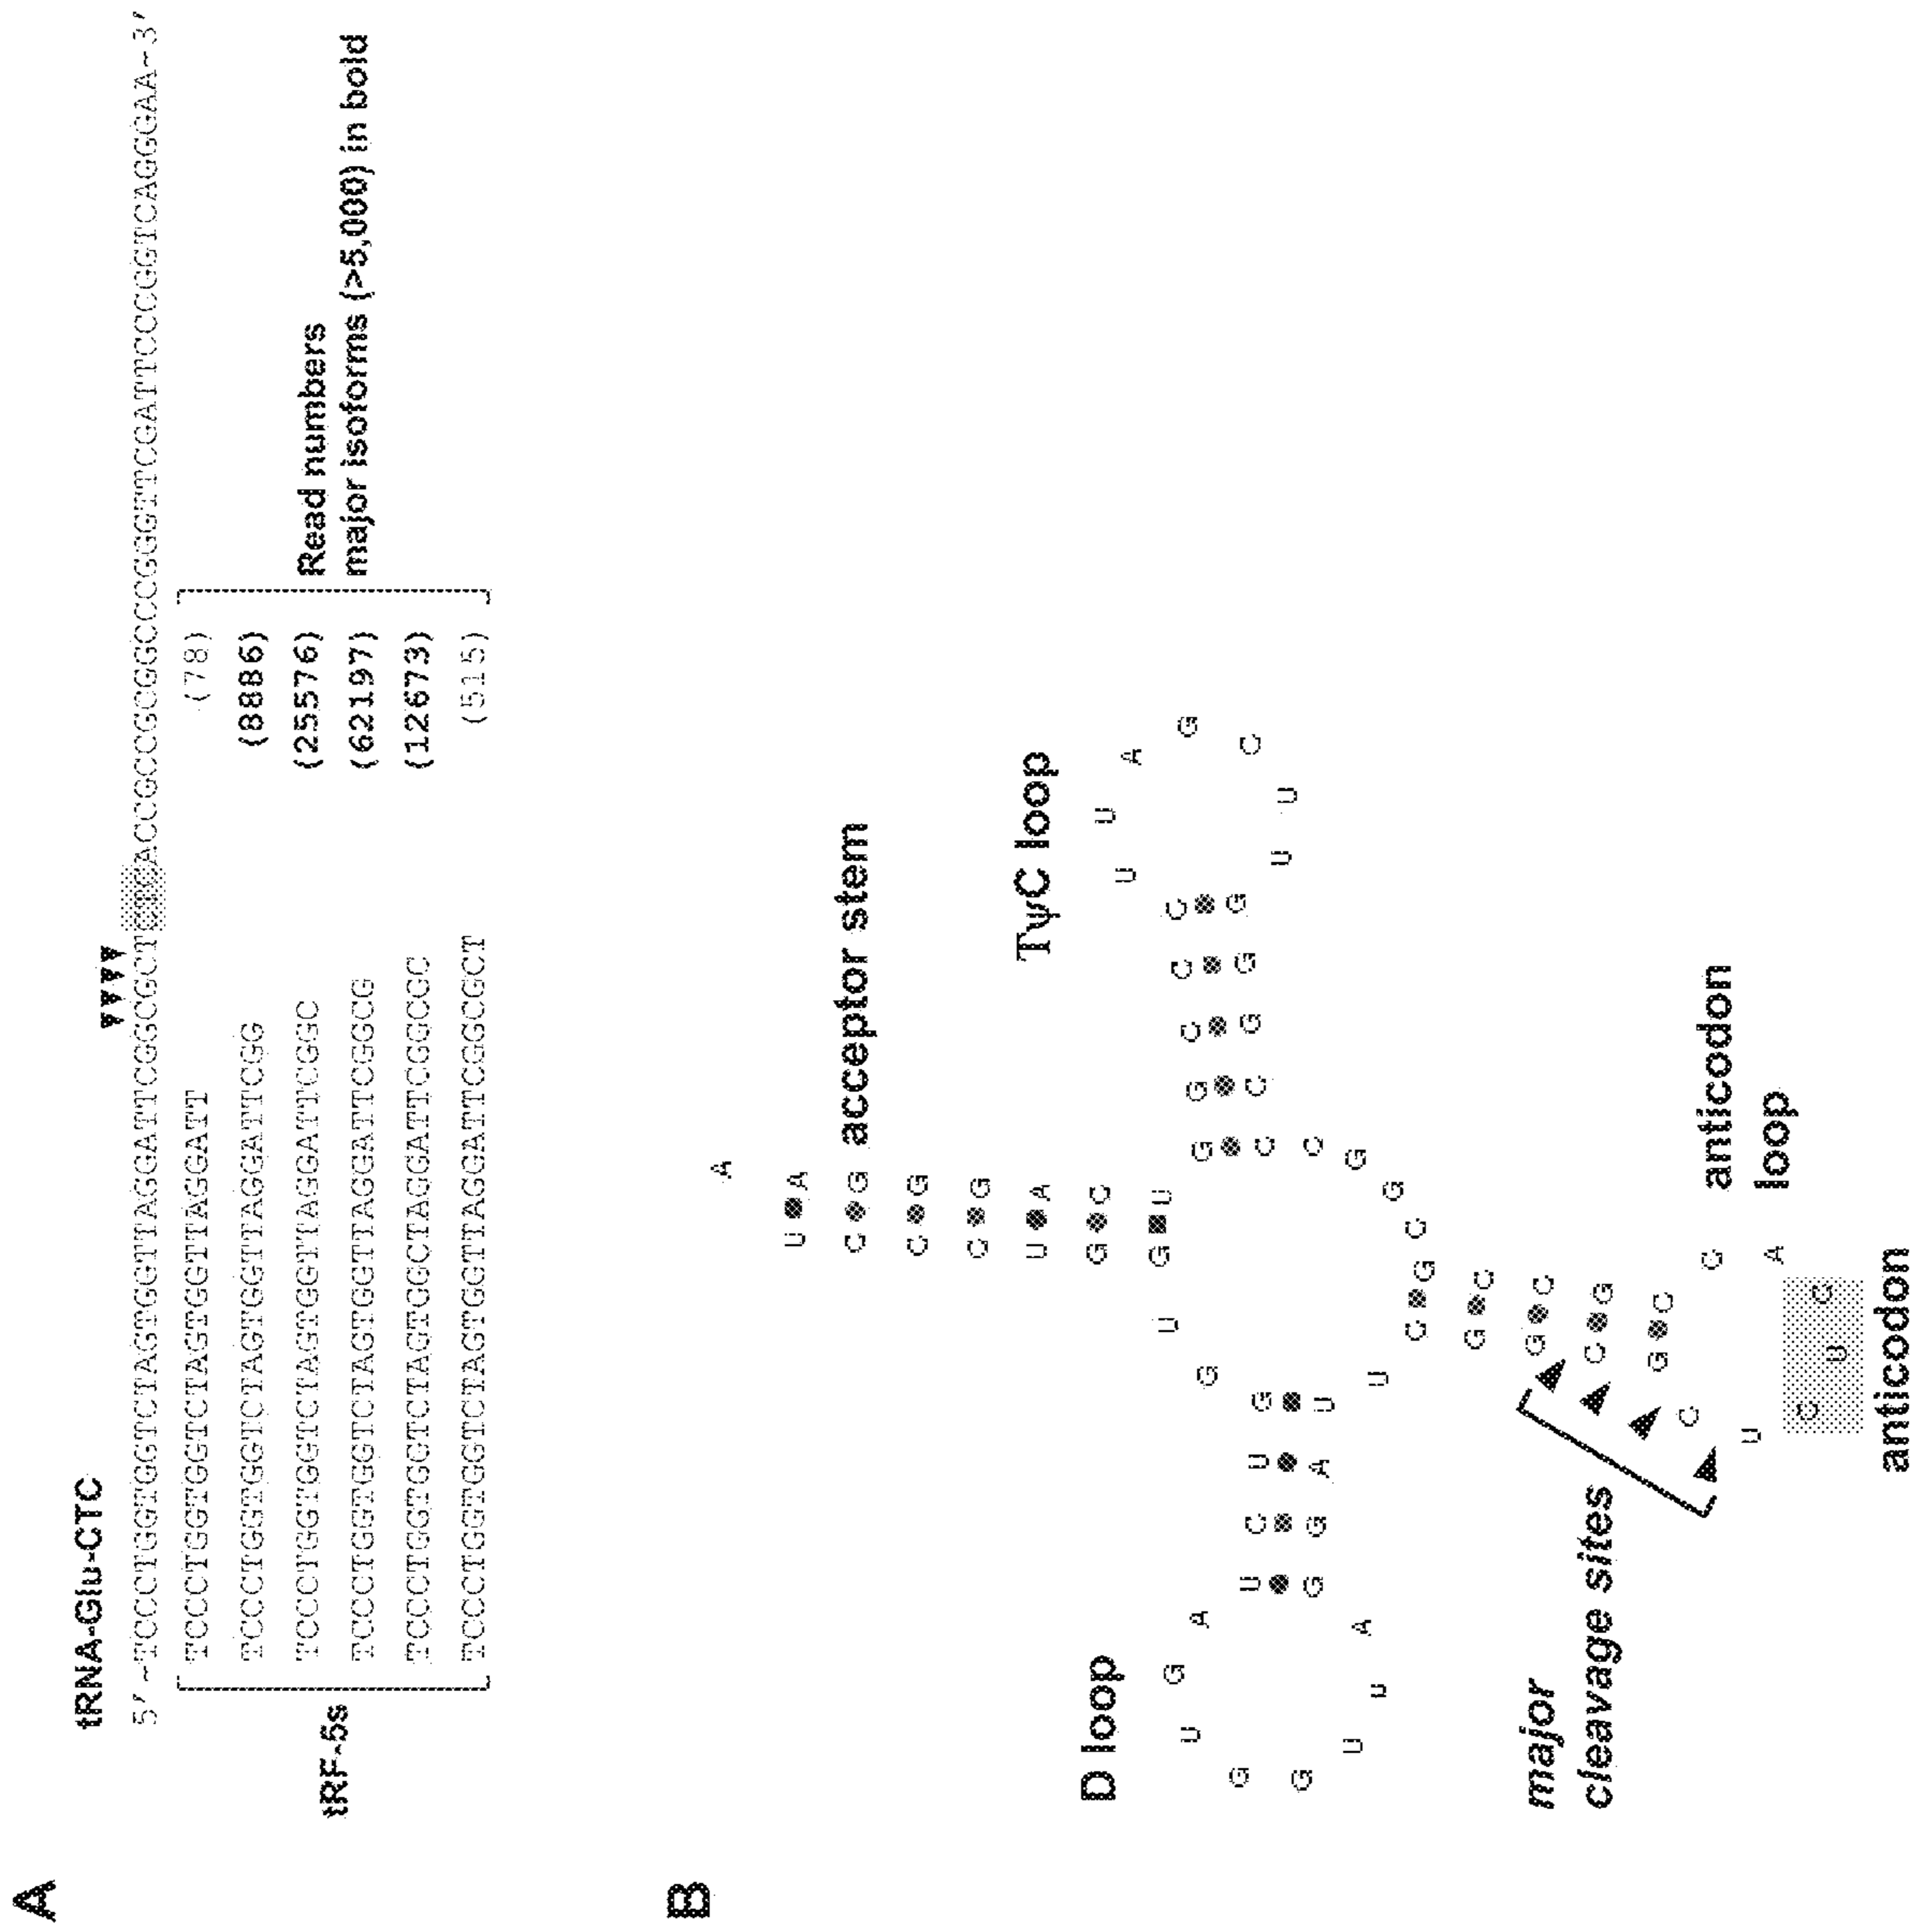 A
tRNA-Glu-CTC
5'~TCCCTGGTGGTCTAGTGGTTAGGATTCGGCGCTCTCACCGCCGCGGCCCGGGTTCGATTCCCGGTCAGGGAA~3'
tRF-5s
TCCCTGGTGGTCTAGTGGTTAGGATT (78)
TCCCTGGTGGTCTAGTGGTTAGGATTCGG (8886)
TCCCTGGTGGTCTAGTGGTTAGGATTCGGC (25576)
TCCCTGGTGGTCTAGTGGTTAGGATTCGGCG (62197)
TCCCTGGTGGTCTAGTGGCTAGGATTCGGCGC (12673)
TCCCTGGTGGTCTAGTGGTTAGGATTCGGCGCT (515)
Read numbers
major isoforms (>5,000) in bold
B
A
U A
C G
acceptor stem
C G
C G
U A
G C
G U
TψC loop
G G C C C U U A G C U U
G C G G G
C C
D loop
U G
G U C U A G U G G U U A
U A G G
U
C G G C
C G
G C
G C
C G
G C
C G
U A
C U C
anticodon
loop
major
cleavage sites
anticodon